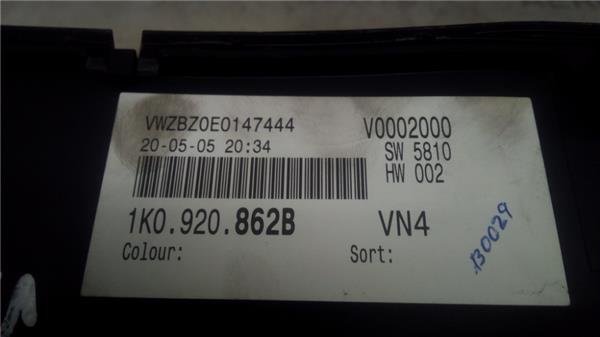 VWZBZ0E0147444 V0002000
20-05-05 20:34 SW 5810
HW 002
1K0.920.862B VN4
Colour: Sort:
130029